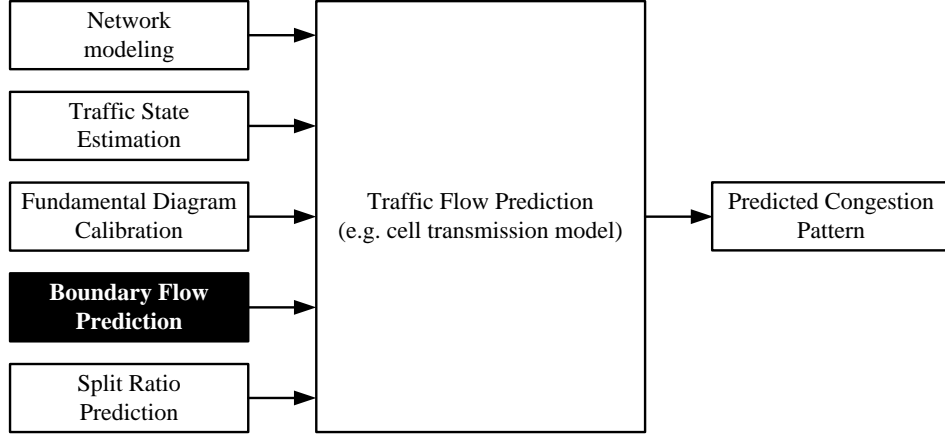 Network
modeling
Traffic State
Estimation
Fundamental Diagram
Calibration
Boundary Flow
Prediction
Split Ratio
Prediction
Traffic Flow Prediction
(e.g. cell transmission model)
Predicted Congestion
Pattern